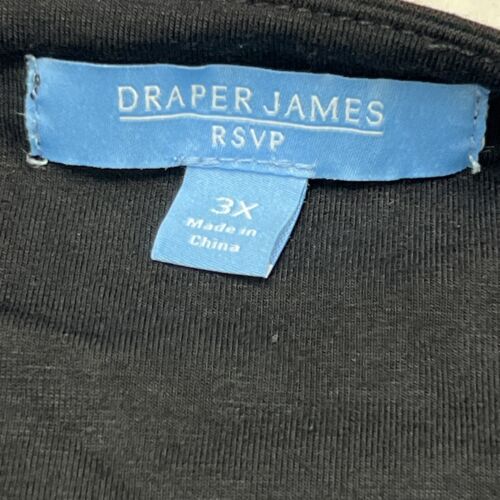 DRAPER JAMES
RSVP
3X
Made in
China